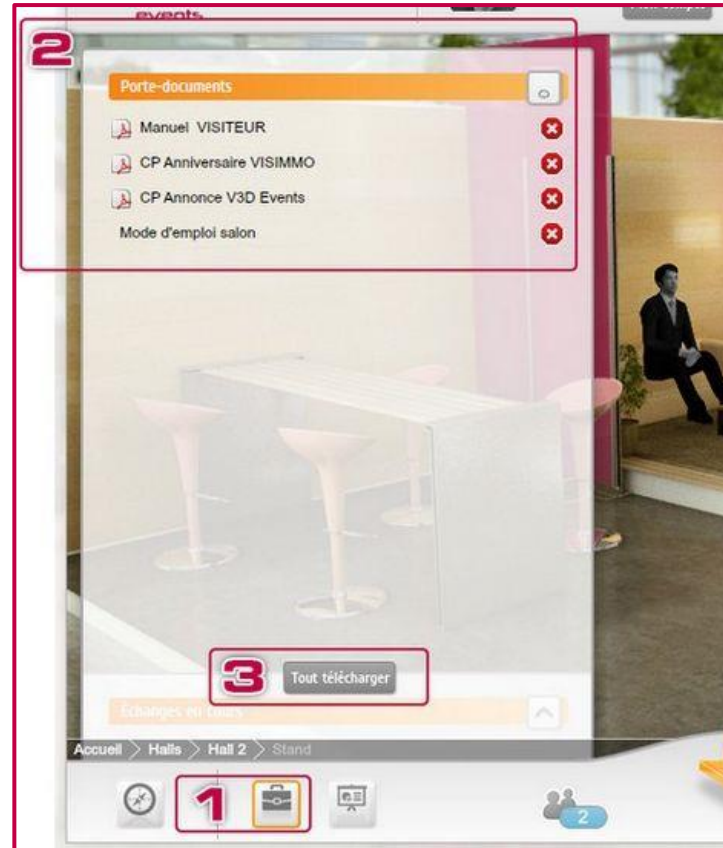 events
2
Porte-documents
Manuel VISITEUR
CP Anniversaire VISIMMO
CP Annonce V3D Events
Mode d'emploi salon
3
Tout télécharger
Echanges en cours
Accueil > Halls > Hall 2 > Stand
1
2